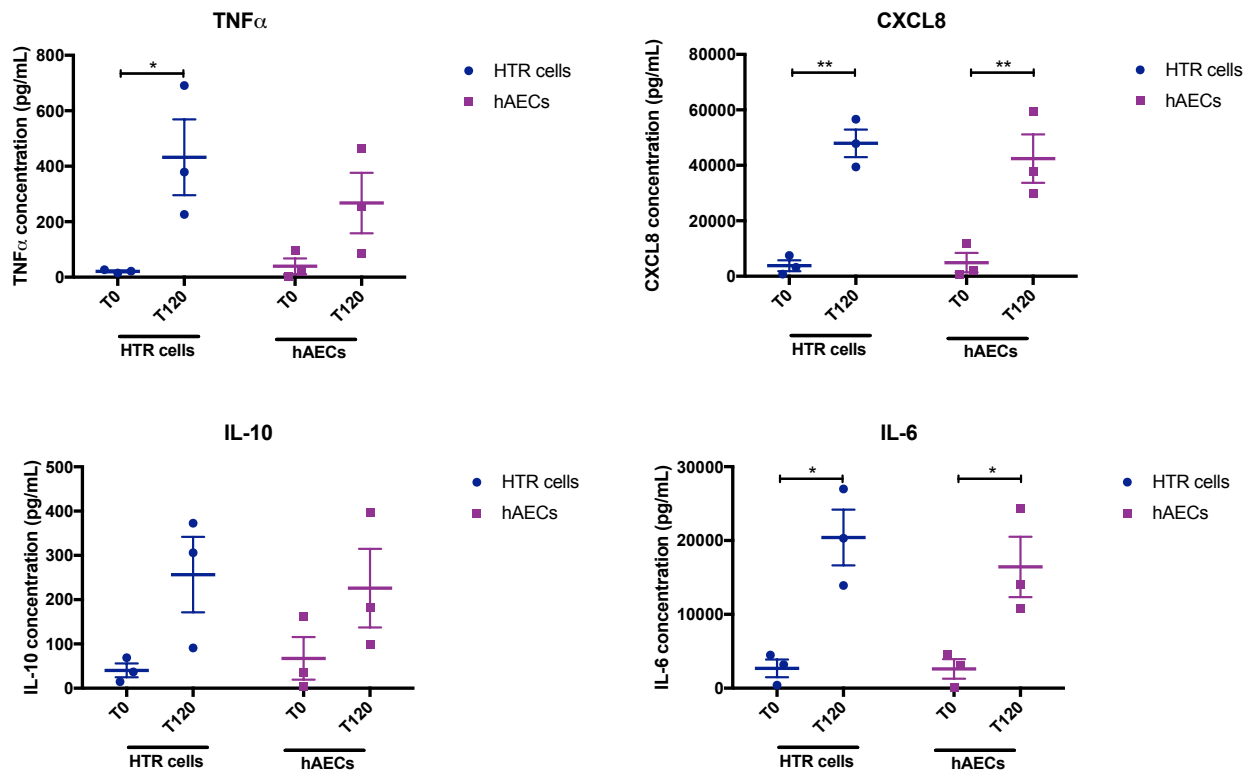 TNFα
TNFα concentration (pg/mL)
800
600
400
200
0
*
HTR cells
hAECs
T0
T120
T0
T120
HTR cells
hAECs
CXCL8
CXCL8 concentration (pg/mL)
80000
60000
40000
20000
0
**
**
HTR cells
hAECs
T0
T120
T0
T120
HTR cells
hAECs
IL-10
IL-10 concentration (pg/mL)
500
400
300
200
100
0
HTR cells
hAECs
T0
T120
T0
T120
HTR cells
hAECs
IL-6
IL-6 concentration (pg/mL)
30000
20000
10000
0
*
*
HTR cells
hAECs
T0
T120
T0
T120
HTR cells
hAECs